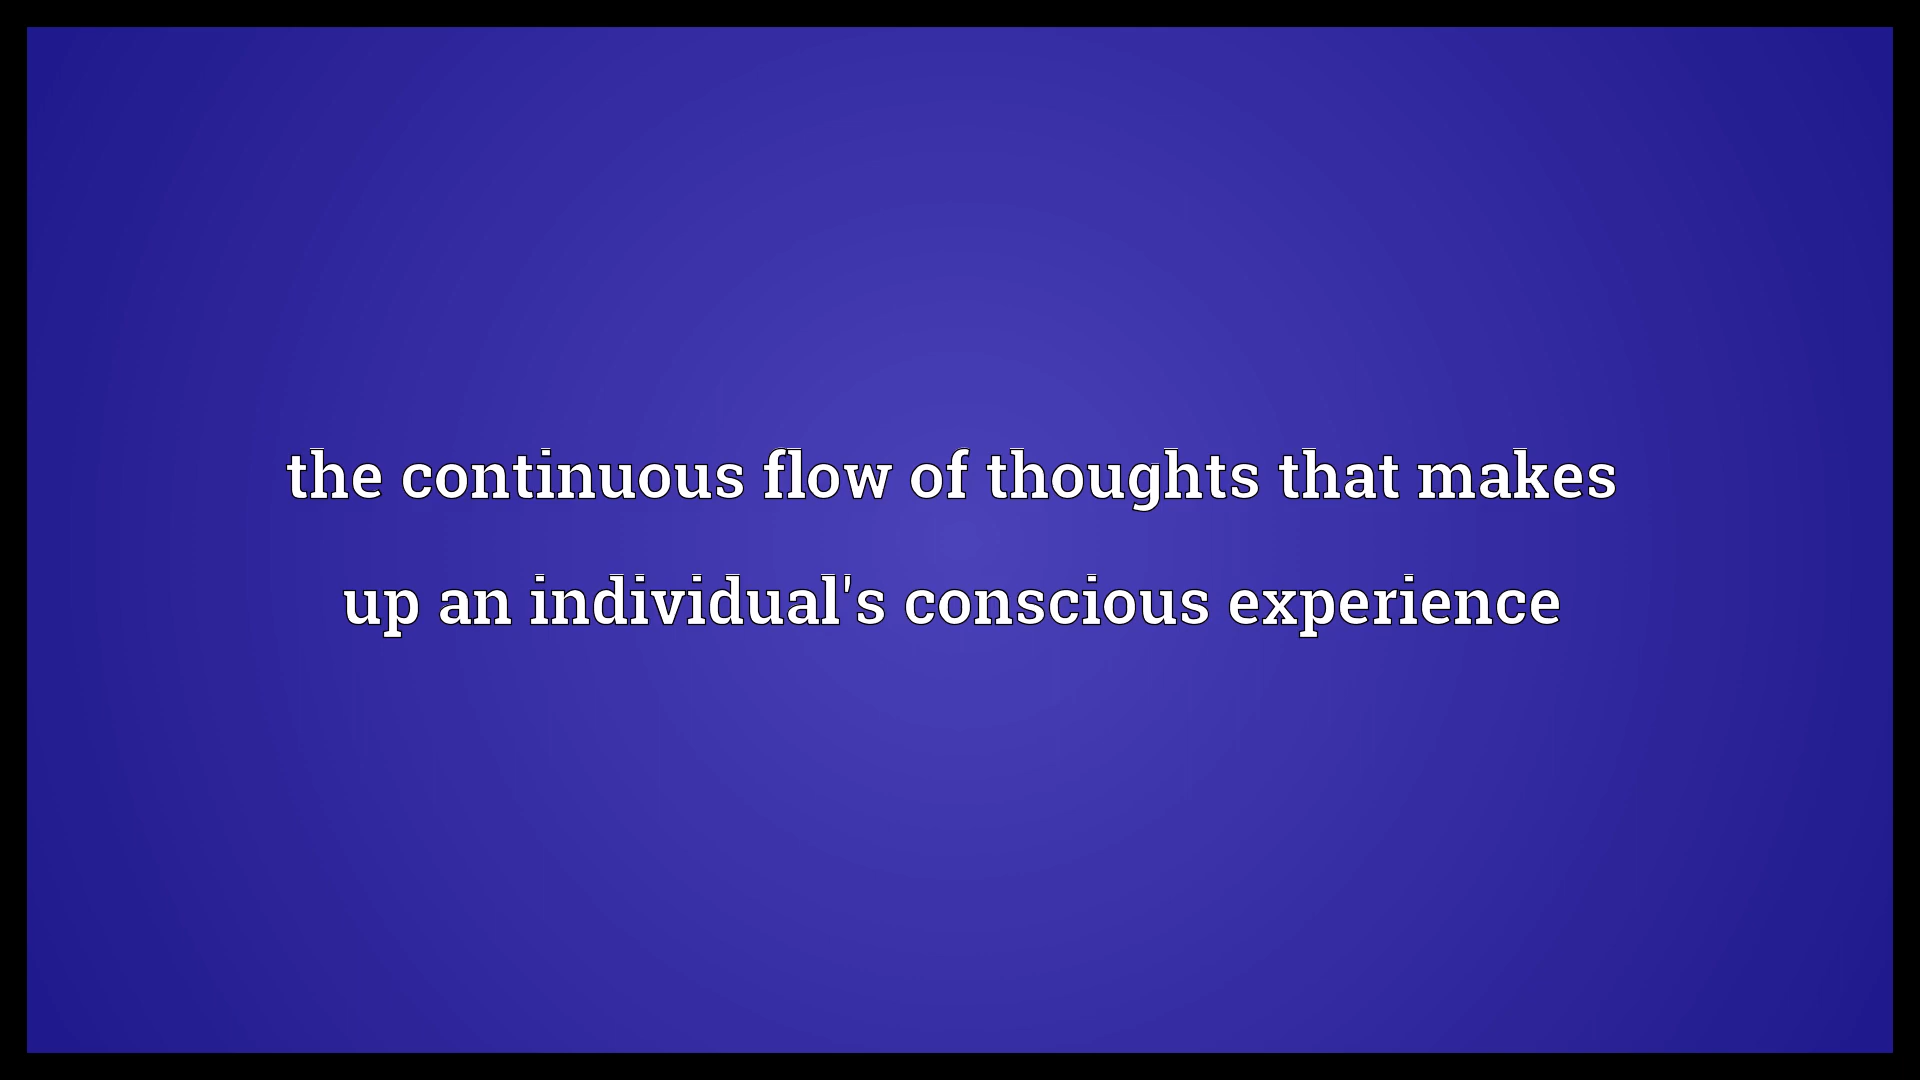 the continuous flow of thoughts that makes
up an individual's conscious experience